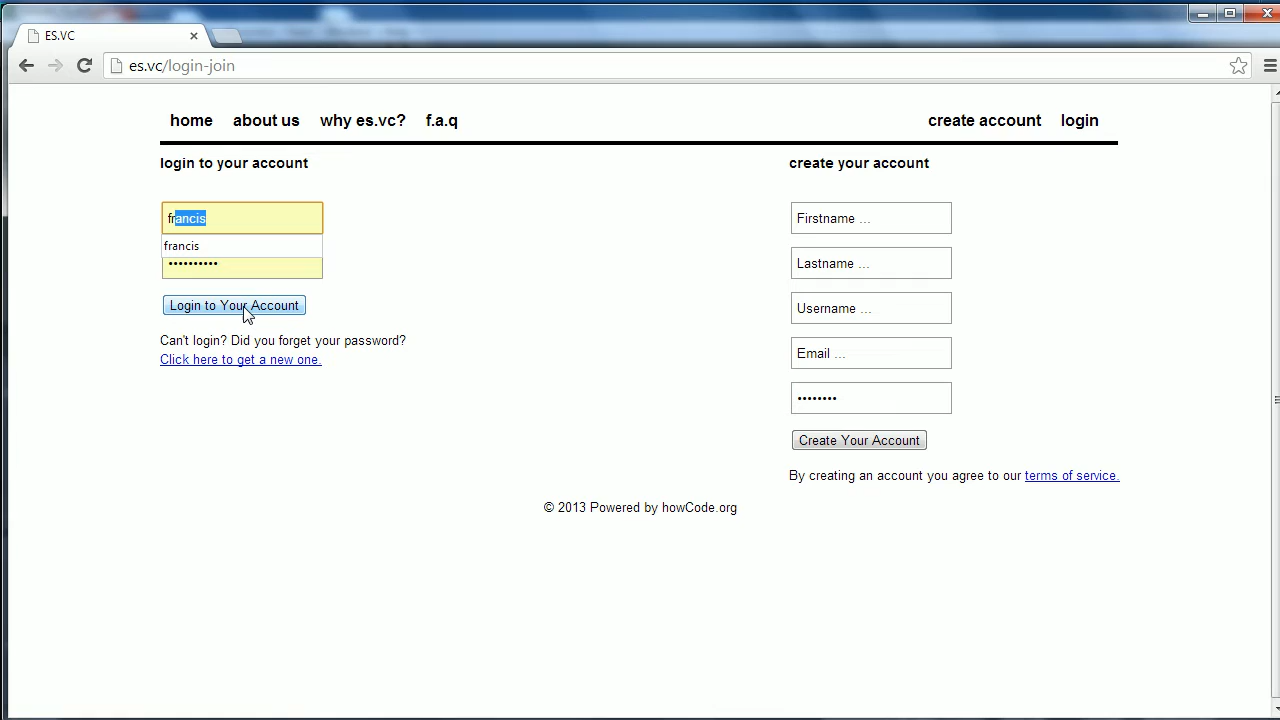 ES.VC
es.vc/login-join
home about us why es.vc? f.a.q create account login
login to your account
francis
francis
••••••••••
Login to Your Account
Can't login? Did you forget your password?
Click here to get a new one.
create your account
Firstname ...
Lastname ...
Username ...
Email ...
••••••••
Create Your Account
By creating an account you agree to our terms of service.
© 2013 Powered by howCode.org